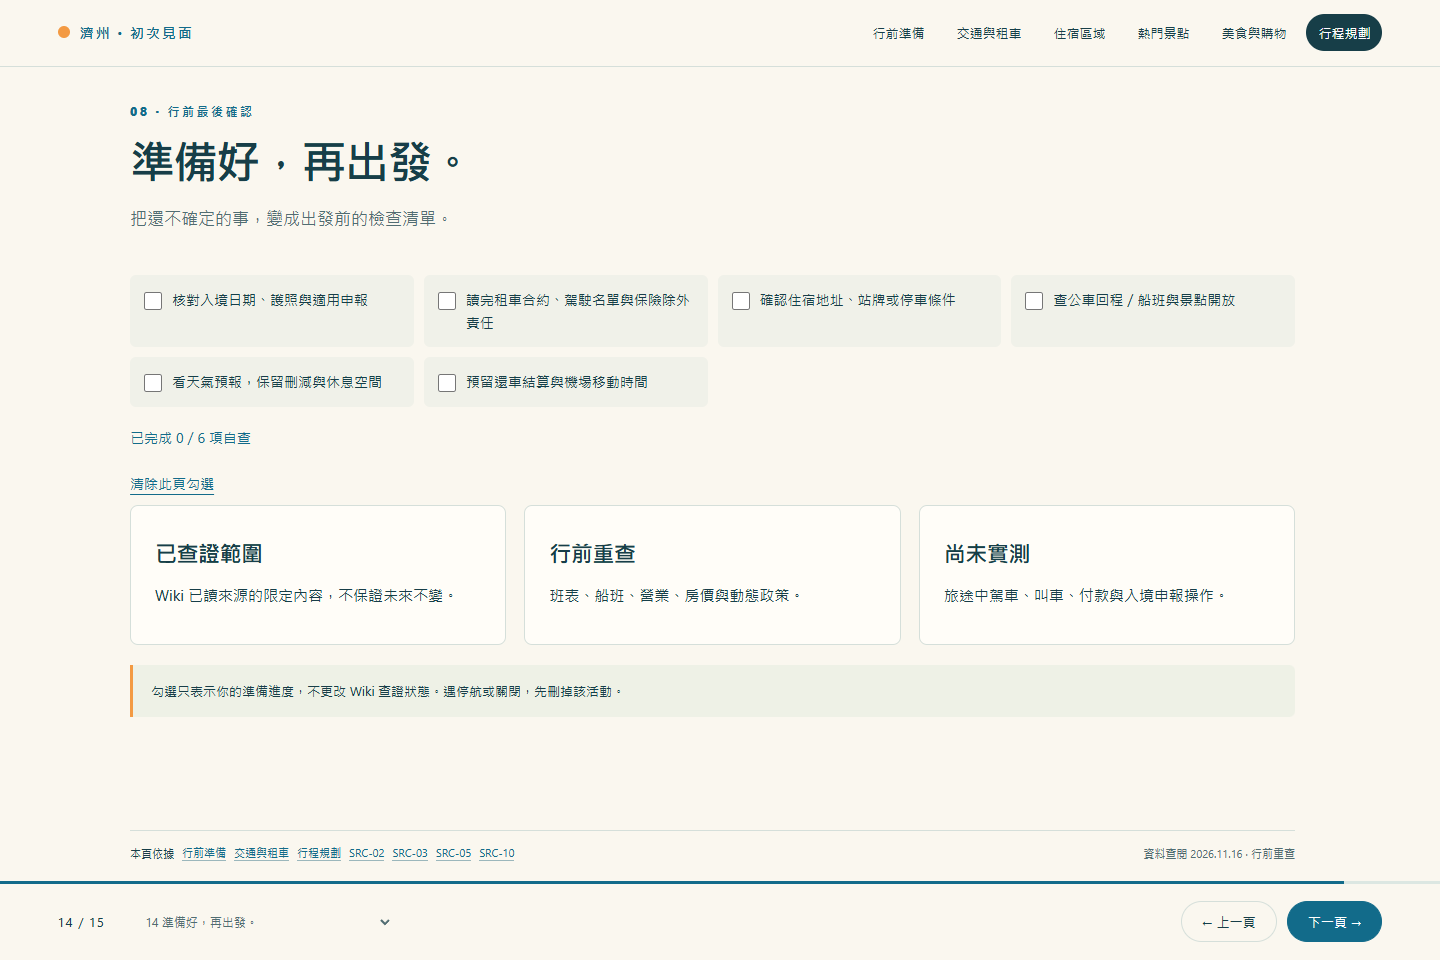 濟州・初次見面
行前準備 交通與租車 住宿區域 熱門景點 美食與購物 行程規劃
08 · 行前最後確認
準備好，再出發。
把還不確定的事，變成出發前的檢查清單。
核對入境日期、護照與適用申報
讀完租車合約、駕駛名單與保險除外
責任
確認住宿地址、站牌或停車條件
查公車回程 / 船班與景點開放
看天氣預報，保留刪減與休息空間
預留還車結算與機場移動時間
已完成 0 / 6 項自查
清除此頁勾選
已查證範圍
Wiki 已讀來源的限定內容，不保證未來不變。
行前重查
班表、船班、營業、房價與動態政策。
尚未實測
旅途中駕車、叫車、付款與入境申報操作。
勾選只表示你的準備進度，不更改 Wiki 查證狀態。遇停航或關閉，先刪掉該活動。
本頁依據 行前準備 交通與租車 行程規劃 SRC-02 SRC-03 SRC-05 SRC-10
資料查閱 2026.11.16 · 行前重查
14 / 15
14 準備好，再出發。
← 上一頁
下一頁 →